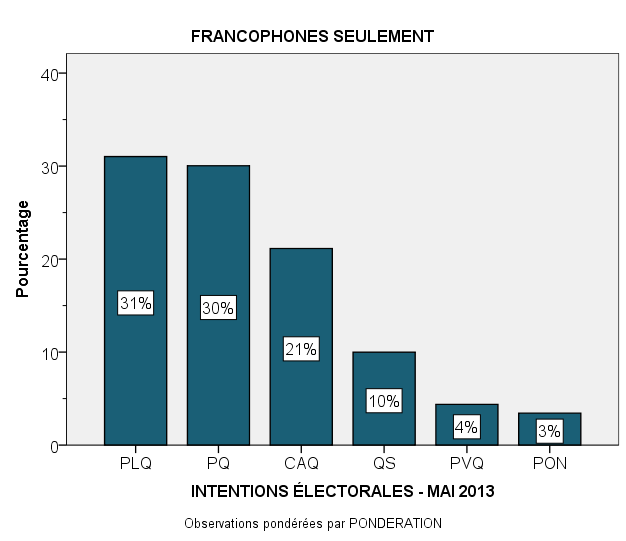 FRANCOPHONES SEULEMENT
Pourcentage
40
30
20
10
0
31%
30%
21%
10%
4%
3%
PLQ PQ CAQ QS PVQ PON
INTENTIONS ÉLECTORALES - MAI 2013
Observations pondérées par PONDERATION